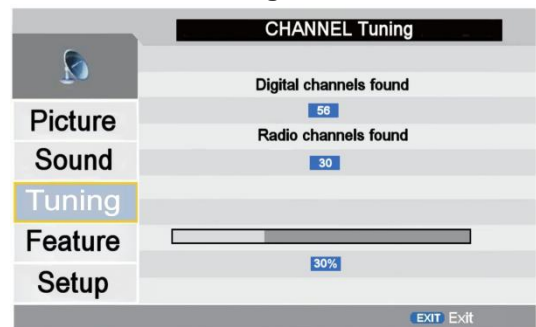 CHANNEL Tuning
Digital channels found
56
Radio channels found
30
30%
Picture
Sound
Tuning
Feature
Setup
EXIT Exit